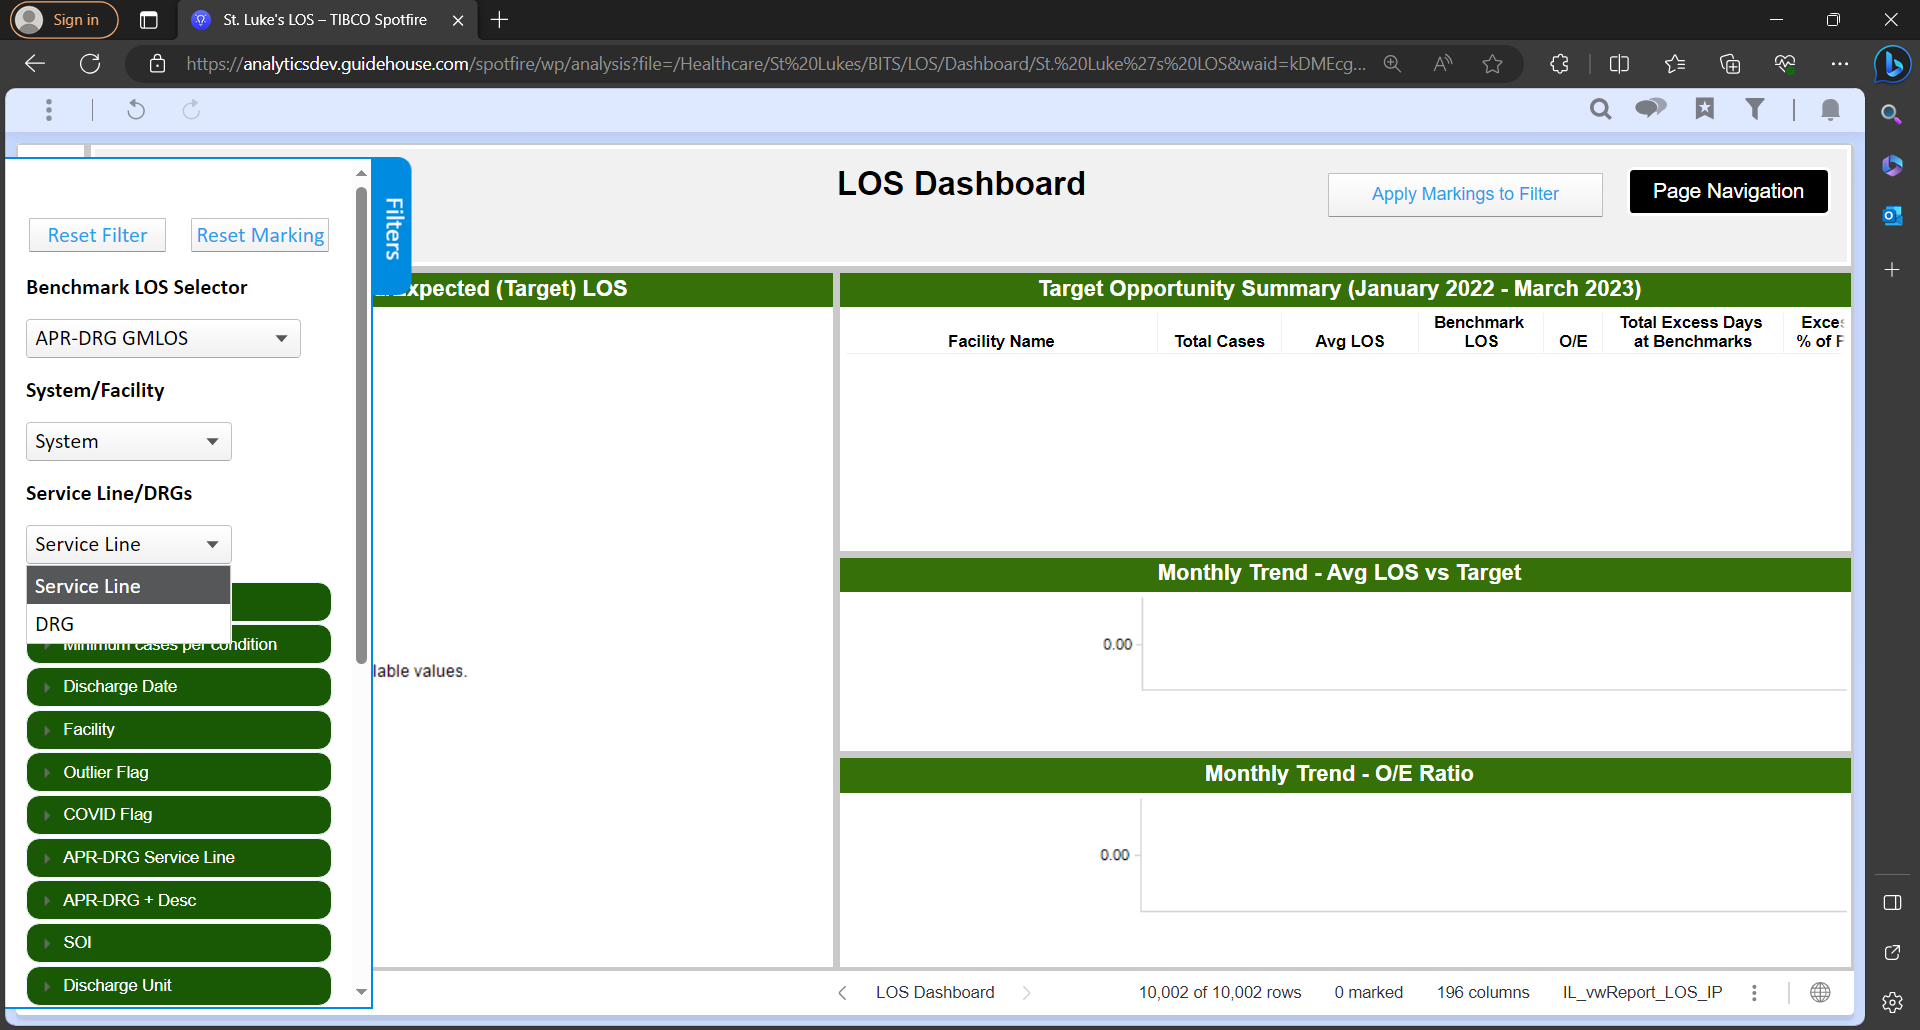 Sign in
St. Luke's LOS – TIBCO Spotfire
https://analyticsdev.guidehouse.com/spotfire/wp/analysis?file=/Healthcare/St%20Lukes/BITS/LOS/Dashboard/St.%20Luke%27s%20LOS&waid=kDMEcg...
LOS Dashboard
Apply Markings to Filter
Page Navigation
Filters
Reset Filter
Reset Marking
Benchmark LOS Selector
APR-DRG GMLOS
System/Facility
System
Service Line/DRGs
Service Line
Service Line
DRG
Minimum cases per condition
Discharge Date
Facility
Outlier Flag
COVID Flag
APR-DRG Service Line
APR-DRG + Desc
SOI
Discharge Unit
Expected (Target) LOS
lable values.
Target Opportunity Summary (January 2022 - March 2023)
Facility Name
Total Cases
Avg LOS
Benchmark
LOS
O/E
Total Excess Days
at Benchmarks
Exce
% of
Monthly Trend - Avg LOS vs Target
0.00
Monthly Trend - O/E Ratio
0.00
LOS Dashboard
10,002 of 10,002 rows
0 marked
196 columns
IL_vwReport_LOS_IP